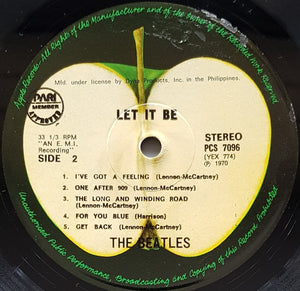 Apple Records. All Rights of the Manufacturer and of the Owner of the Recorded Work Reserved
Mfd. under license by Dyna Products, Inc. in the Philippines.
PARI
MEMBER
APPROVED
LET IT BE
33 1/3 RPM
"AN E.M.I.
Recording"
SIDE 2
STEREO
PCS 7096
(YEX 774)
℗ 1970
1. I'VE GOT A FEELING (Lennon-McCartney)
2. ONE AFTER 909 (Lennon-McCartney)
3. THE LONG AND WINDING ROAD
(Lennon-McCartney)
4. FOR YOU BLUE (Harrison)
5. GET BACK (Lennon-McCartney)
THE BEATLES
Unauthorised Public Performance, Broadcasting and Copying of this Record Prohibited